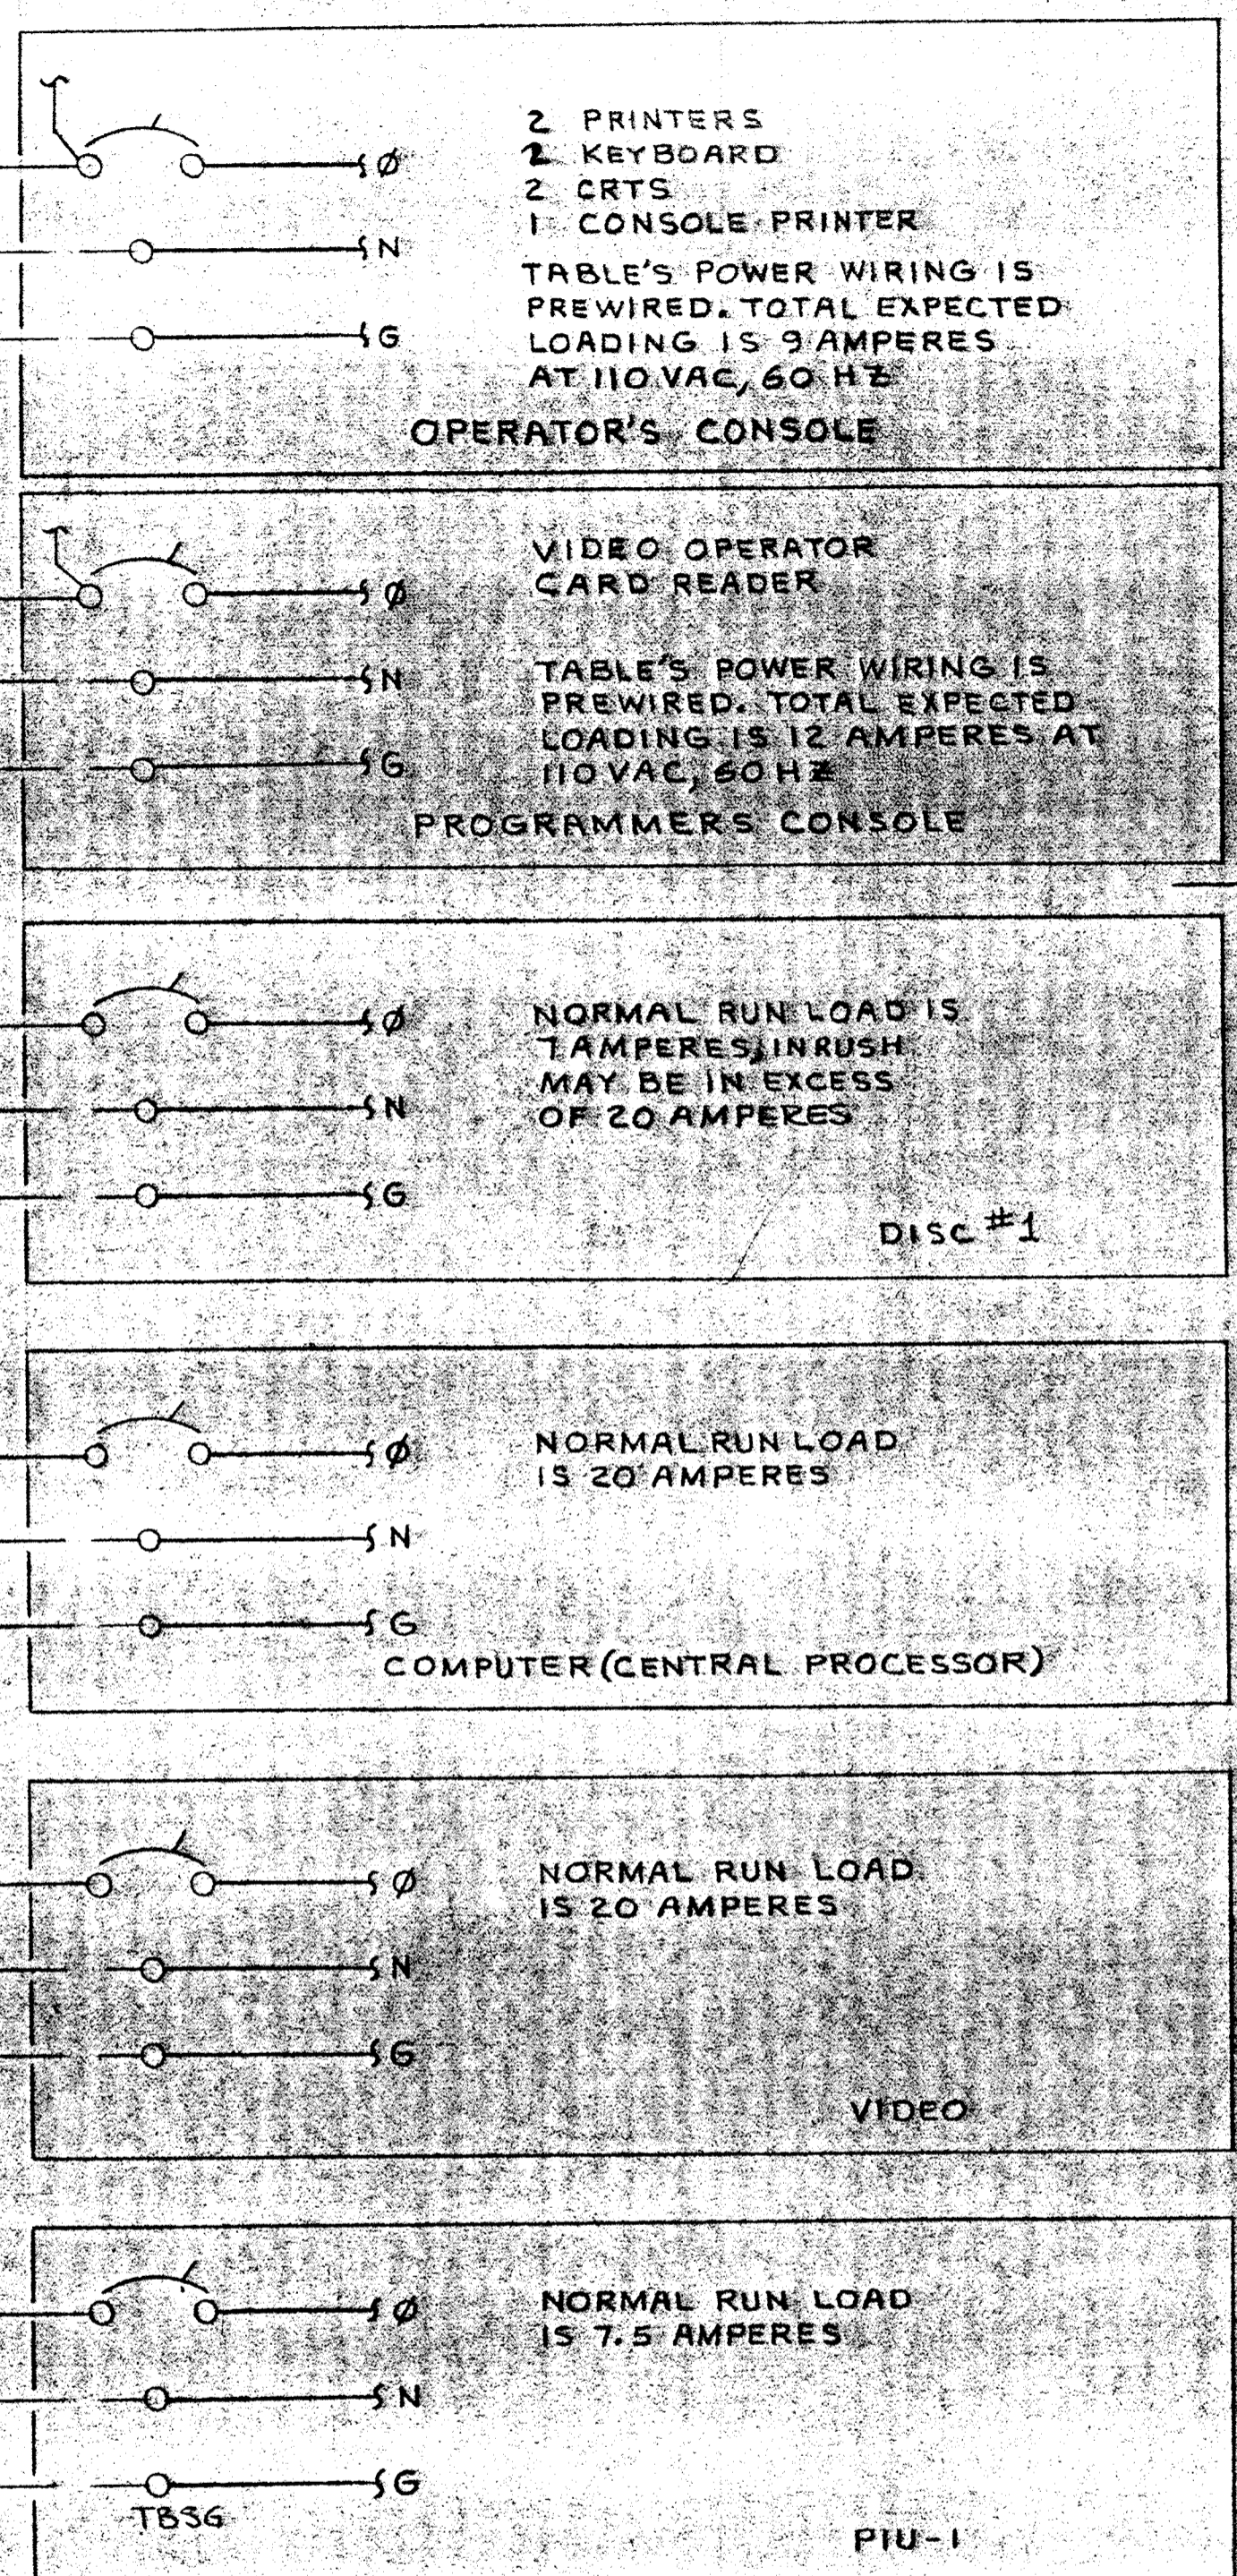 2 PRINTERS
Ø
2 KEYBOARD
2 CRTS
1 CONSOLE PRINTER
N
TABLE'S POWER WIRING IS
PREWIRED. TOTAL EXPECTED
G
LOADING IS 9 AMPERES
AT 110 VAC, 60 HZ
OPERATOR'S CONSOLE
VIDEO OPERATOR
CARD READER
Ø
N
TABLE'S POWER WIRING IS
PREWIRED. TOTAL EXPECTED
LOADING IS 12 AMPERES AT
G
110 VAC, 60 HZ
PROGRAMMERS CONSOLE
Ø
NORMAL RUN LOAD IS
7 AMPERES, INRUSH
MAY BE IN EXCESS
N
OF 20 AMPERES
G
DISC #1
Ø
NORMAL RUN LOAD
IS 20 AMPERES
N
G
COMPUTER (CENTRAL PROCESSOR)
Ø
NORMAL RUN LOAD
IS 20 AMPERES
N
G
VIDEO
Ø
NORMAL RUN LOAD
IS 7.5 AMPERES
N
G
TBSG
PIU-1